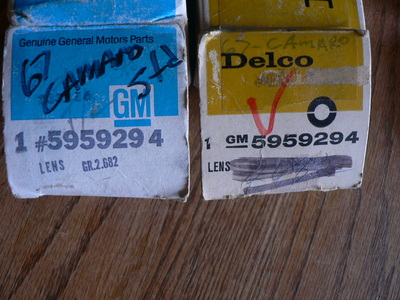 Genuine General Motors Parts
67
CAMARO
STD
GM
1 #5959294
LENS GR.2.682
67-CAMARO
Delco
V
1 GM 5959294
LENS